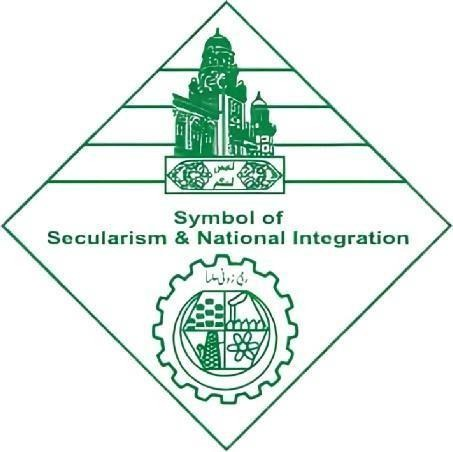 Symbol of
Secularism & National Integration